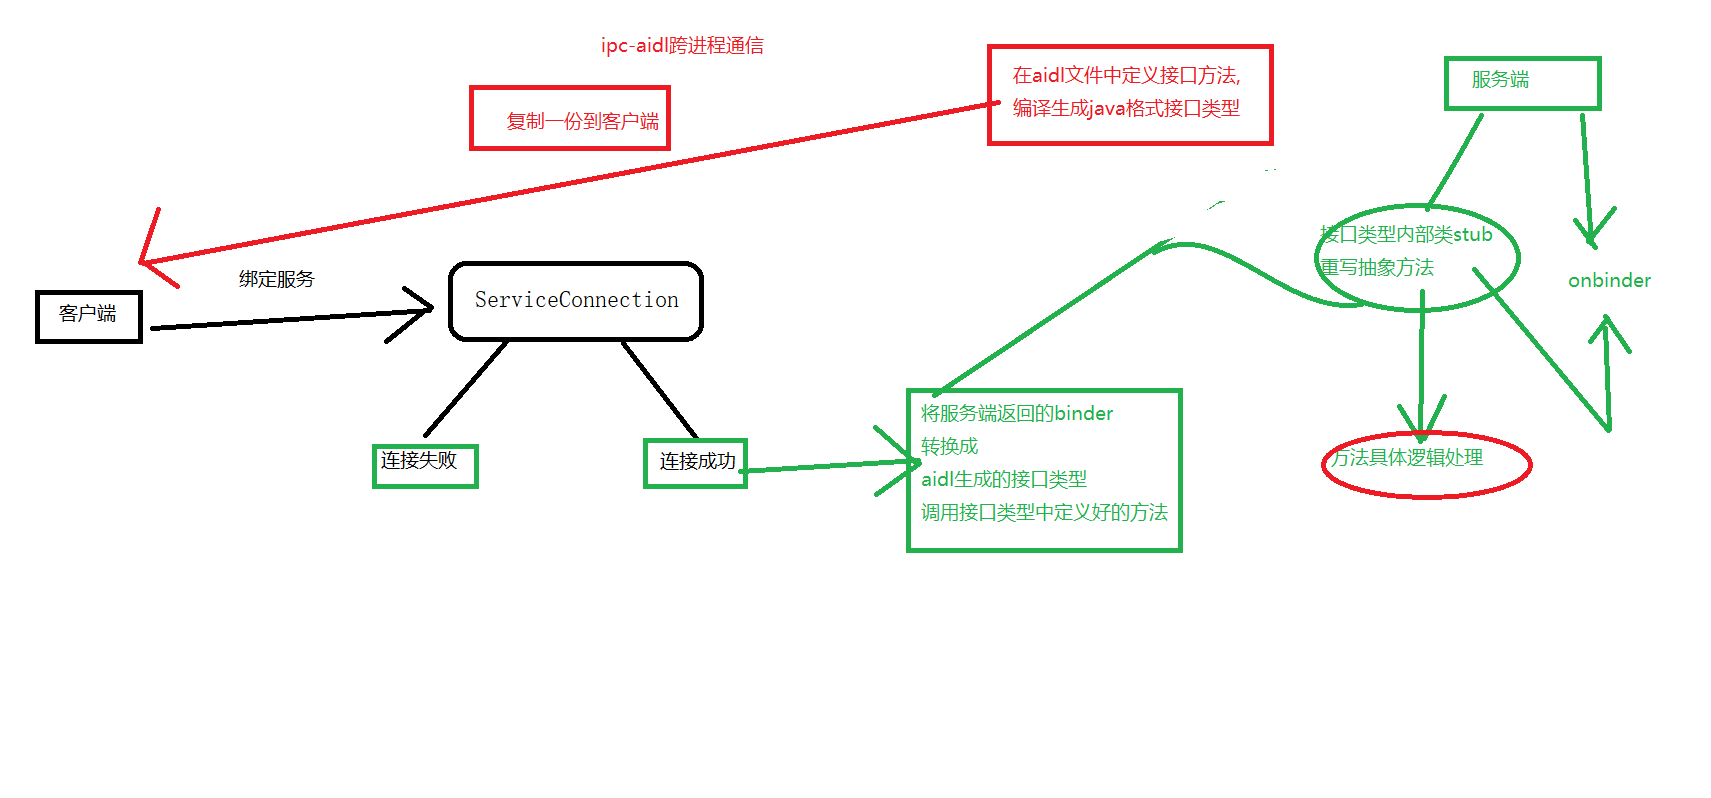 ipc-aidl跨进程通信
在aidl文件中定义接口方法,
编译生成java格式接口类型
服务端
复制一份到客户端
接口类型内部类stub
重写抽象方法
onbinder
绑定服务
客户端
ServiceConnection
将服务端返回的binder
转换成
aidl生成的接口类型
调用接口类型中定义好的方法
连接失败
连接成功
方法具体逻辑处理